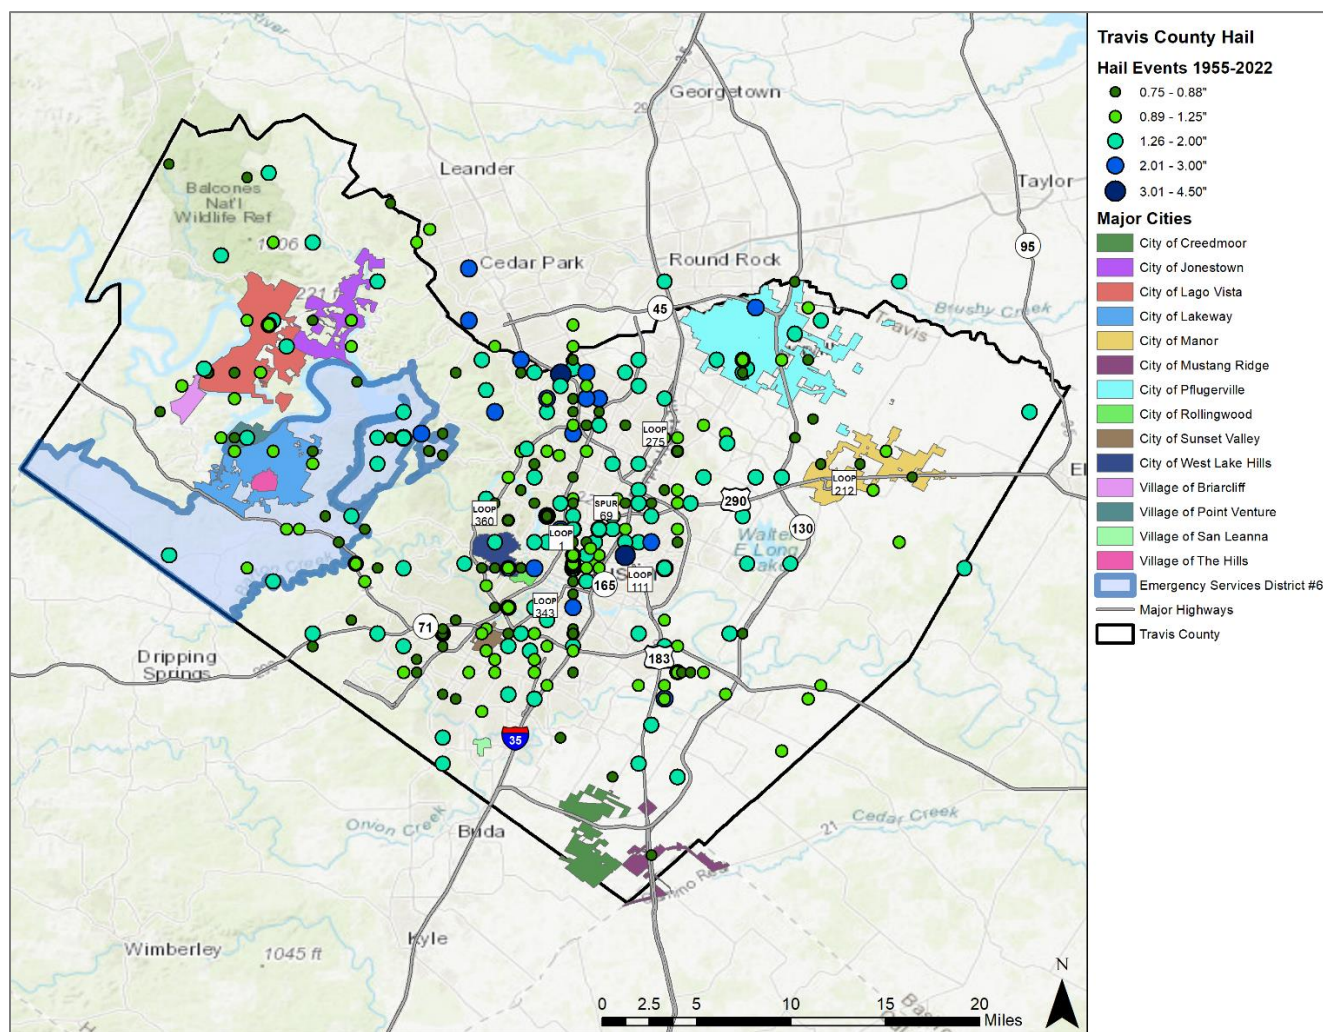 Georgetown
29
35
Leander
Taylor
Balcones
Nat'l
Wildlife Ref
95
Cedar Park
Round Rock
Brushy Creek
45
Travis
LOOP
275
LOOP
212
290
SPUR
69
LOOP
360
LOOP
1
130
Walter
E Long
Lake
LOOP
111
165
LOOP
343
71
183
Dripping
Springs
290
35
Onion Creek
Buda
21
Cedar Creek
Kyle
Wimberley
1045 ft
N
0 2.5 5 10 15 20
Miles
Travis County Hail
Hail Events 1955-2022
0.75 - 0.88"
0.89 - 1.25"
1.26 - 2.00"
2.01 - 3.00"
3.01 - 4.50"
Major Cities
City of Creedmoor
City of Jonestown
City of Lago Vista
City of Lakeway
City of Manor
City of Mustang Ridge
City of Pflugerville
City of Rollingwood
City of Sunset Valley
City of West Lake Hills
Village of Briarcliff
Village of Point Venture
Village of San Leanna
Village of The Hills
Emergency Services District #6
Major Highways
Travis County